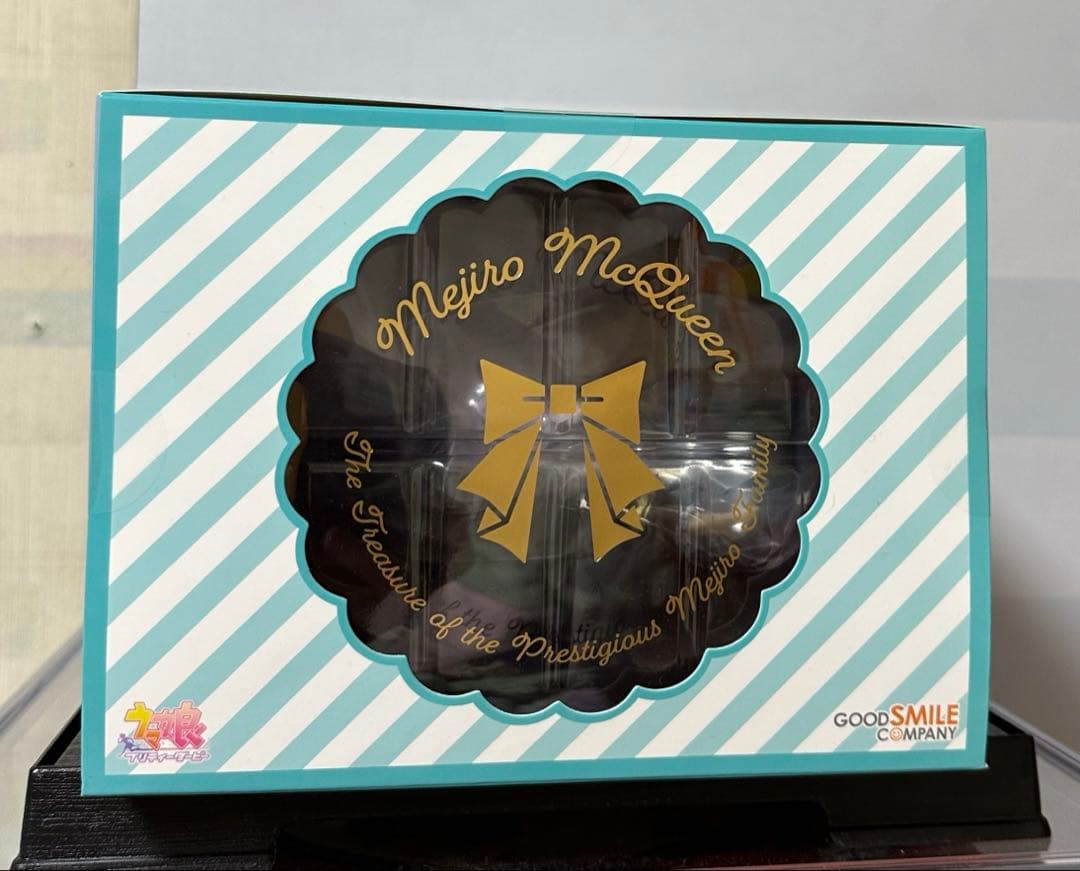 Mejiro McQueen
The Treasure of the Prestigious Mejiro Family
ウマ娘
プリティーダービー
GOOD SMILE
COMPANY